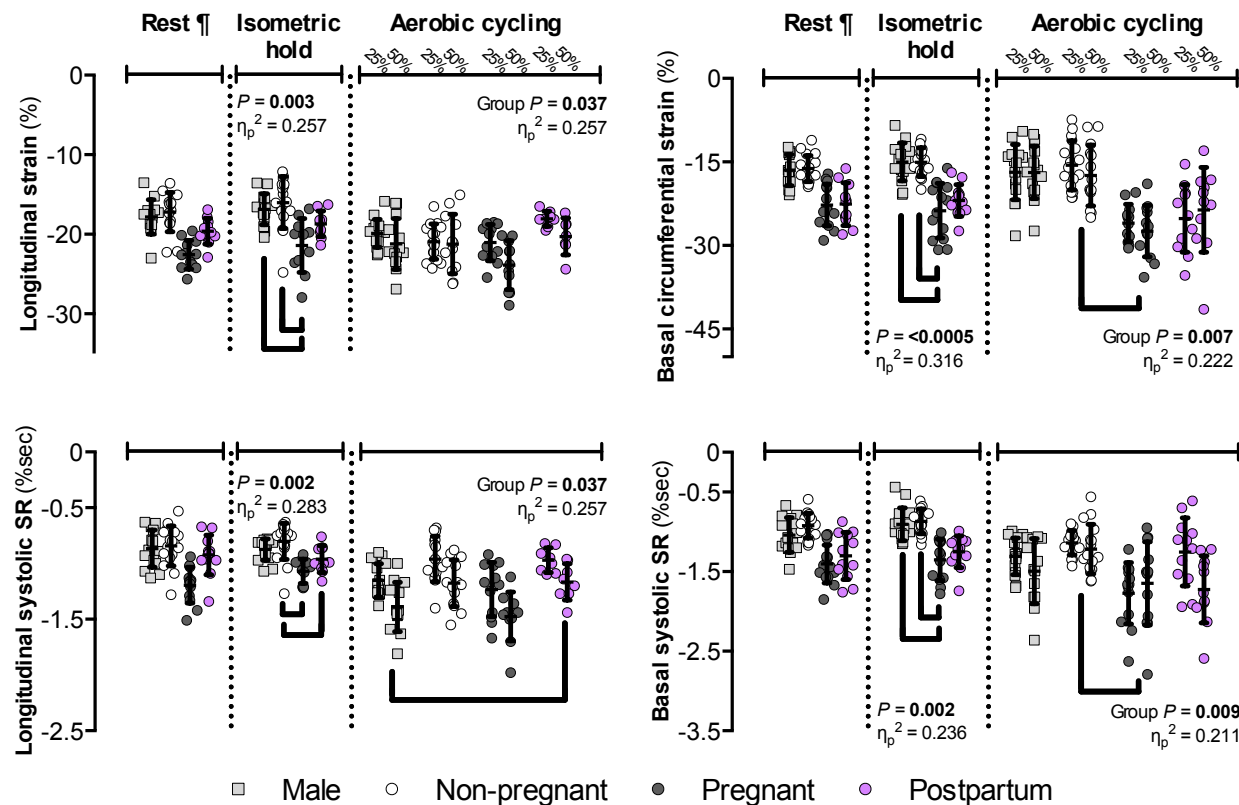 Rest ¶
Isometric
hold
Aerobic cycling
25%
50%
25%
50%
25%
50%
25%
50%
Longitudinal strain (%)
0
-10
-20
-30
P = 0.003
ηp² = 0.257
Group P = 0.037
ηp² = 0.257
Rest ¶
Isometric
hold
Aerobic cycling
25%
50%
25%
50%
25%
50%
25%
50%
Basal circumferential strain (%)
0
-15
-30
-45
P = <0.0005
ηp² = 0.316
Group P = 0.007
ηp² = 0.222
Longitudinal systolic SR (%sec)
0
-0.5
-1.0
-1.5
-2.5
P = 0.002
ηp² = 0.283
Group P = 0.037
ηp² = 0.257
Basal systolic SR (%sec)
0
-0.5
-1.5
-2.5
-3.5
P = 0.002
ηp² = 0.236
Group P = 0.009
ηp² = 0.211
Male
Non-pregnant
Pregnant
Postpartum